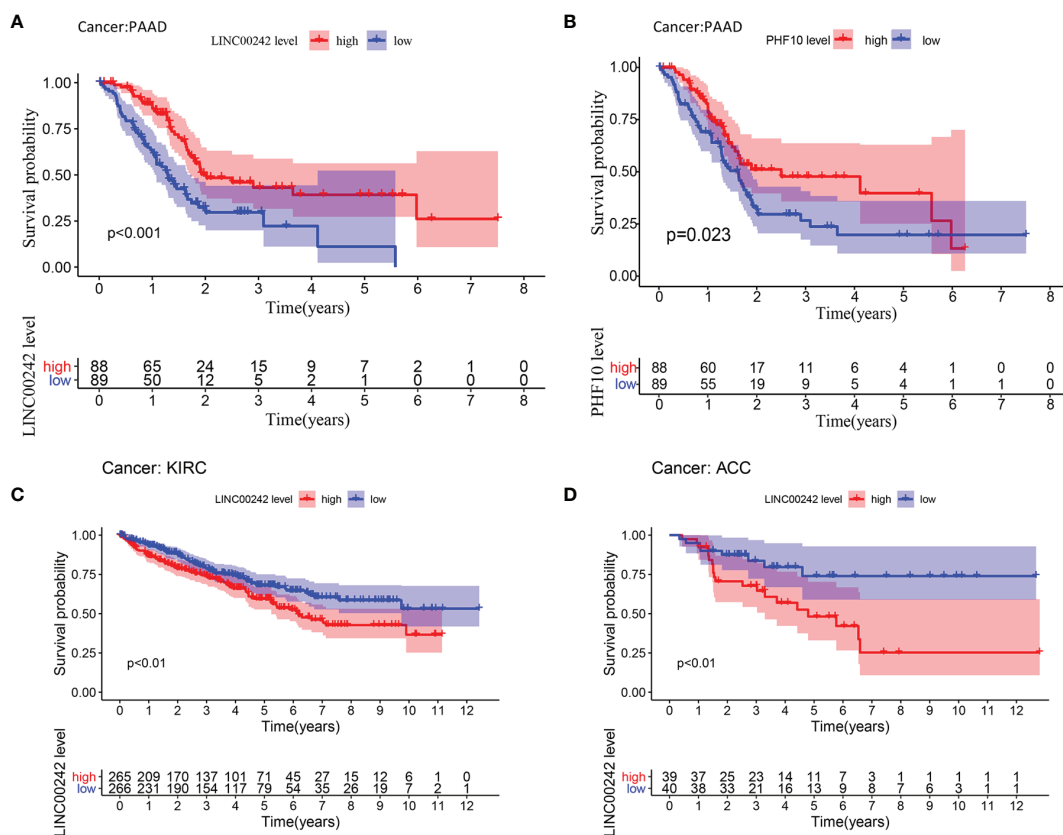 A
Cancer:PAAD
LINC00242 level high low
Survival probability
1.00
0.75
0.50
0.25
0.00
p<0.001
0 1 2 3 4 5 6 7 8
Time(years)
LINC00242 level
high 88 65 24 15 9 7 2 1 0
low 89 50 12 5 2 1 0 0 0
0 1 2 3 4 5 6 7 8
Time(years)
B
Cancer:PAAD
PHF10 level high low
Survival probability
1.00
0.75
0.50
0.25
0.00
p=0.023
0 1 2 3 4 5 6 7 8
Time(years)
PHF10 level
high 88 60 17 11 6 4 1 0 0
low 89 55 19 9 5 4 1 1 0
0 1 2 3 4 5 6 7 8
Time(years)
C
Cancer: KIRC
LINC00242 level high low
Survival probability
1.00
0.75
0.50
0.25
0.00
p<0.01
0 1 2 3 4 5 6 7 8 9 10 11 12
Time(years)
LINC00242 level
high 265 209 170 137 101 71 45 27 15 12 6 1 0
low 266 231 190 154 117 79 54 35 26 19 7 2 1
0 1 2 3 4 5 6 7 8 9 10 11 12
Time(years)
D
Cancer: ACC
LINC00242 level high low
Survival probability
1.00
0.75
0.50
0.25
0.00
p<0.01
0 1 2 3 4 5 6 7 8 9 10 11 12
Time(years)
LINC00242 level
high 39 37 25 23 14 11 7 3 1 1 1 1 1
low 40 38 33 21 16 13 9 8 7 6 3 1 1
0 1 2 3 4 5 6 7 8 9 10 11 12
Time(years)